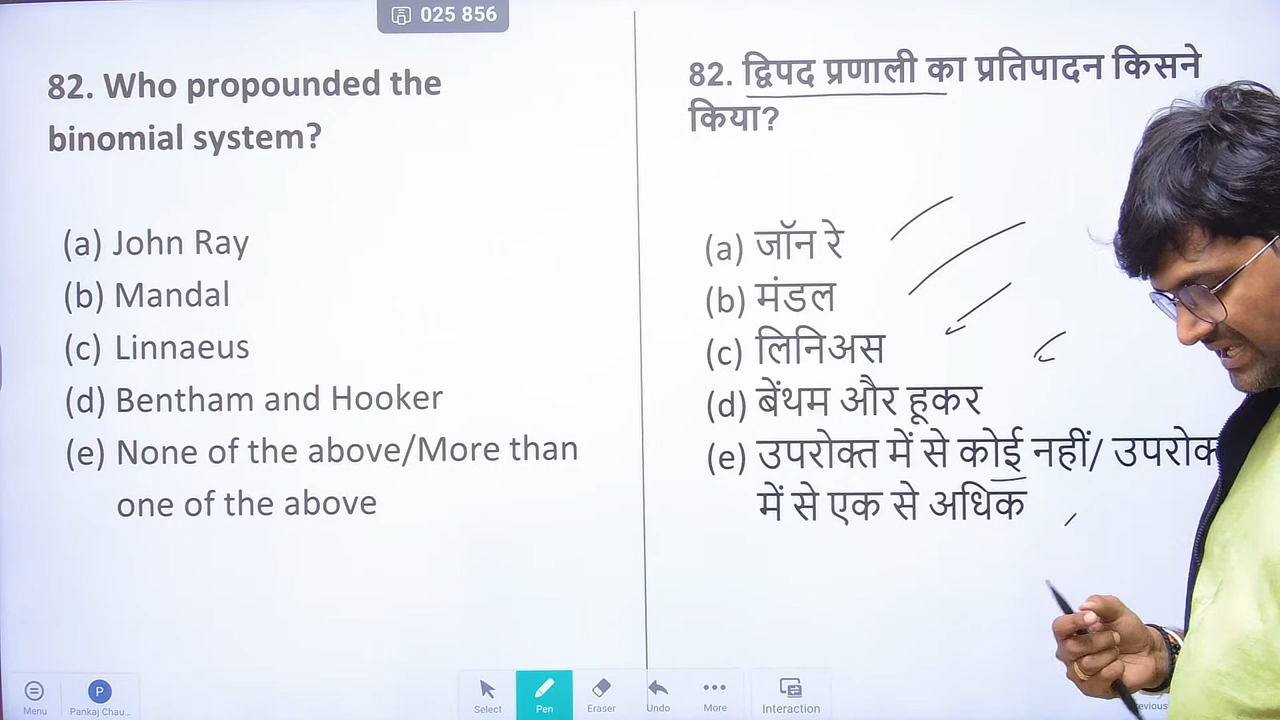 025 856
82. Who propounded the
binomial system?
(a) John Ray
(b) Mandal
(c) Linnaeus
(d) Bentham and Hooker
(e) None of the above/More than
one of the above
82. द्विपद प्रणाली का प्रतिपादन किसने
किया?
(a) जॉन रे
(b) मंडल
(c) लिनिअस
(d) बेंथम और हूकर
(e) उपरोक्त में से कोई नहीं/
में से एक से अधिक
Menu
Pankaj Chau...
Select
Pen
Eraser
Undo
More
Interaction